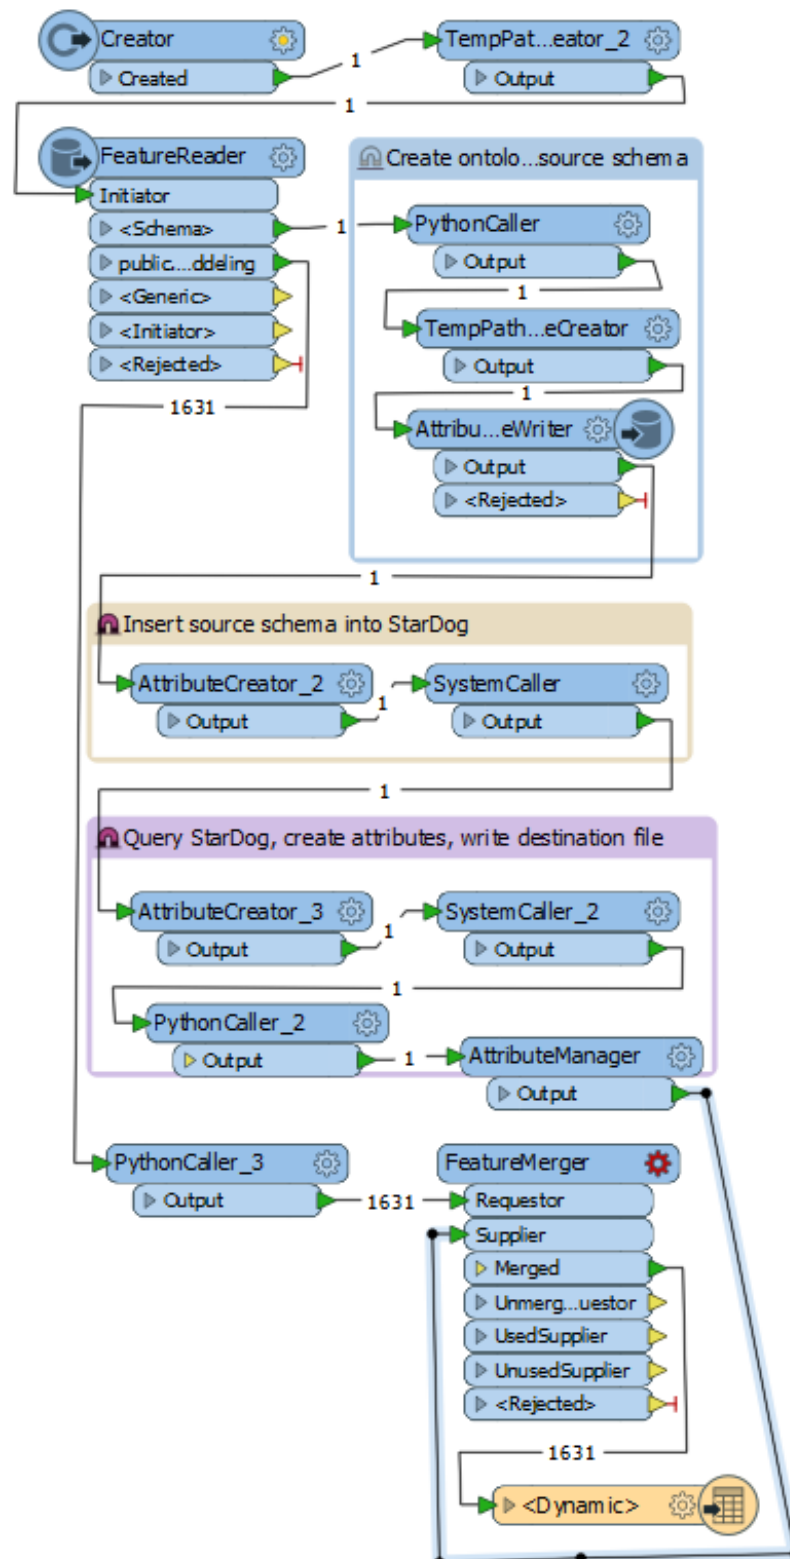 Creator
Created
1
TempPat...eator_2
Output
1
FeatureReader
Initiator
<Schema>
public....ddeling
<Generic>
<Initiator>
<Rejected>
1
1631
Create ontolo...source schema
PythonCaller
Output
1
TempPath...eCreator
Output
1
Attribu...eWriter
Output
<Rejected>
1
Insert source schema into StarDog
AttributeCreator_2
Output
1
SystemCaller
Output
1
Query StarDog, create attributes, write destination file
AttributeCreator_3
Output
1
SystemCaller_2
Output
1
PythonCaller_2
Output
1
AttributeManager
Output
PythonCaller_3
Output
1631
FeatureMerger
Requestor
Supplier
Merged
Unmerg...uestor
UsedSupplier
UnusedSupplier
<Rejected>
1631
<Dynamic>